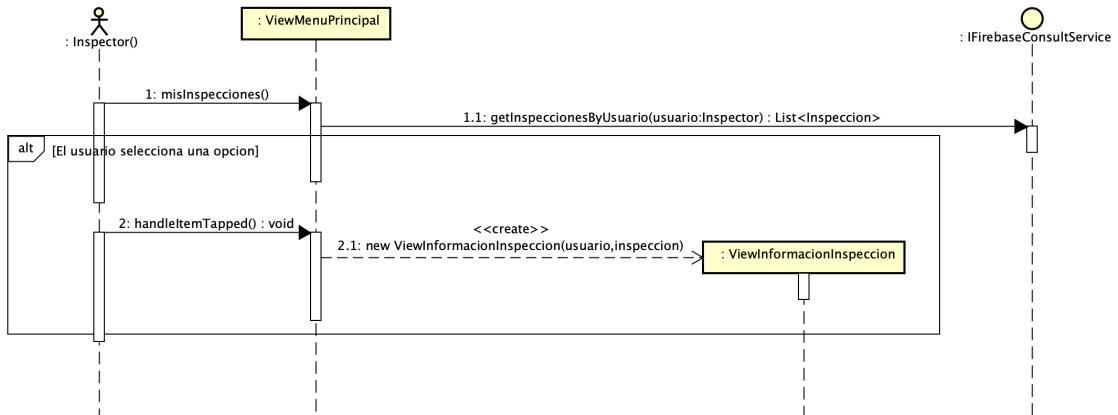 : Inspector()
: ViewMenuPrincipal
: IFirebaseConsultService
1: misInspecciones()
1.1: getInspeccionesByUsuario(usuario:Inspector) : List<Inspeccion>
alt
[El usuario selecciona una opcion]
2: handleItemTapped() : void
<<create>>
2.1: new ViewInformacionInspeccion(usuario,inspeccion)
: ViewInformacionInspeccion